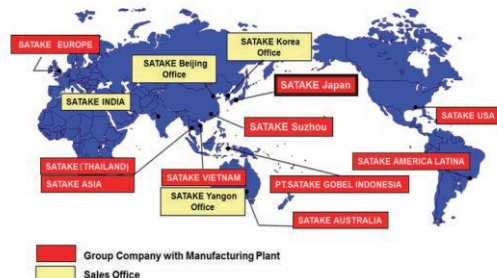 SATAKE EUROPE
SATAKE Korea
Office
SATAKE Beijing
Office
SATAKE Japan
SATAKE INDIA
SATAKE USA
SATAKE Suzhou
SATAKE(THAILAND)
SATAKE AMERICA LATINA
SATAKE ASIA
SATAKE VIETNAM
PT.SATAKE GOBEL INDONESIA
SATAKE Yangon
Office
SATAKE AUSTRALIA
Group Company with Manufacturing Plant
Sales Office